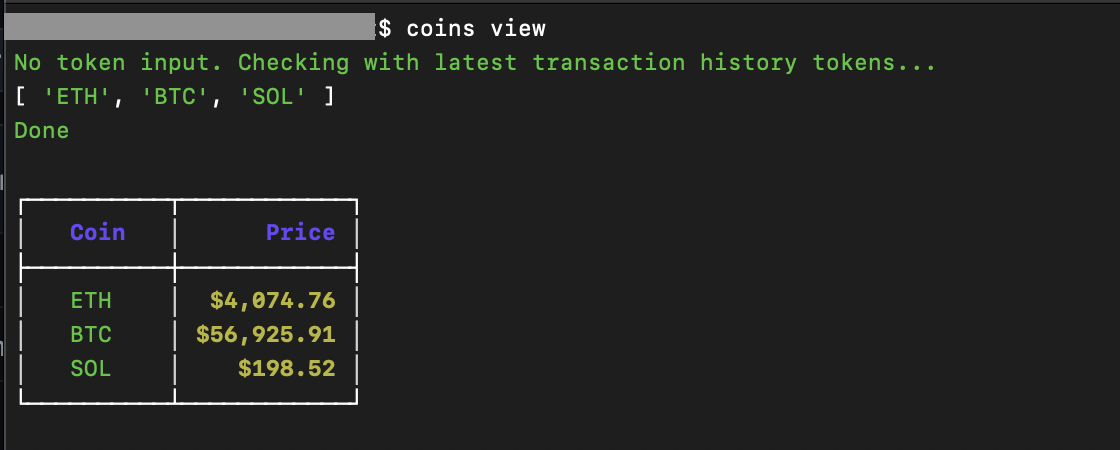 $ coins view
No token input. Checking with latest transaction history tokens...
[ 'ETH', 'BTC', 'SOL' ]
Done
Coin Price
ETH $4,074.76
BTC $56,925.91
SOL $198.52